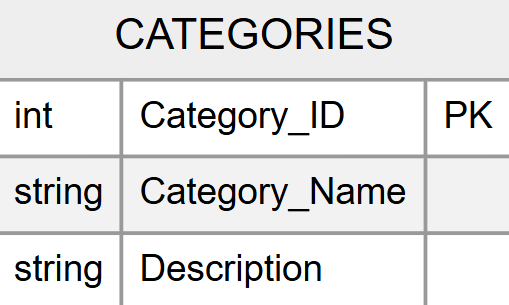 CATEGORIES
int Category_ID PK
string Category_Name
string Description